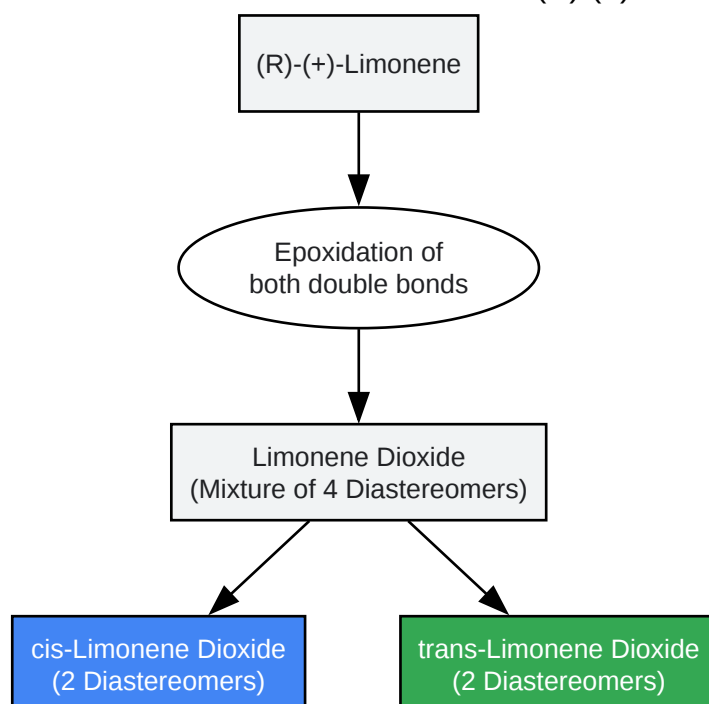 (R)-(+)-Limonene
Epoxidation of
both double bonds
Limonene Dioxide
(Mixture of 4 Diastereomers)
cis-Limonene Dioxide
(2 Diastereomers)
trans-Limonene Dioxide
(2 Diastereomers)